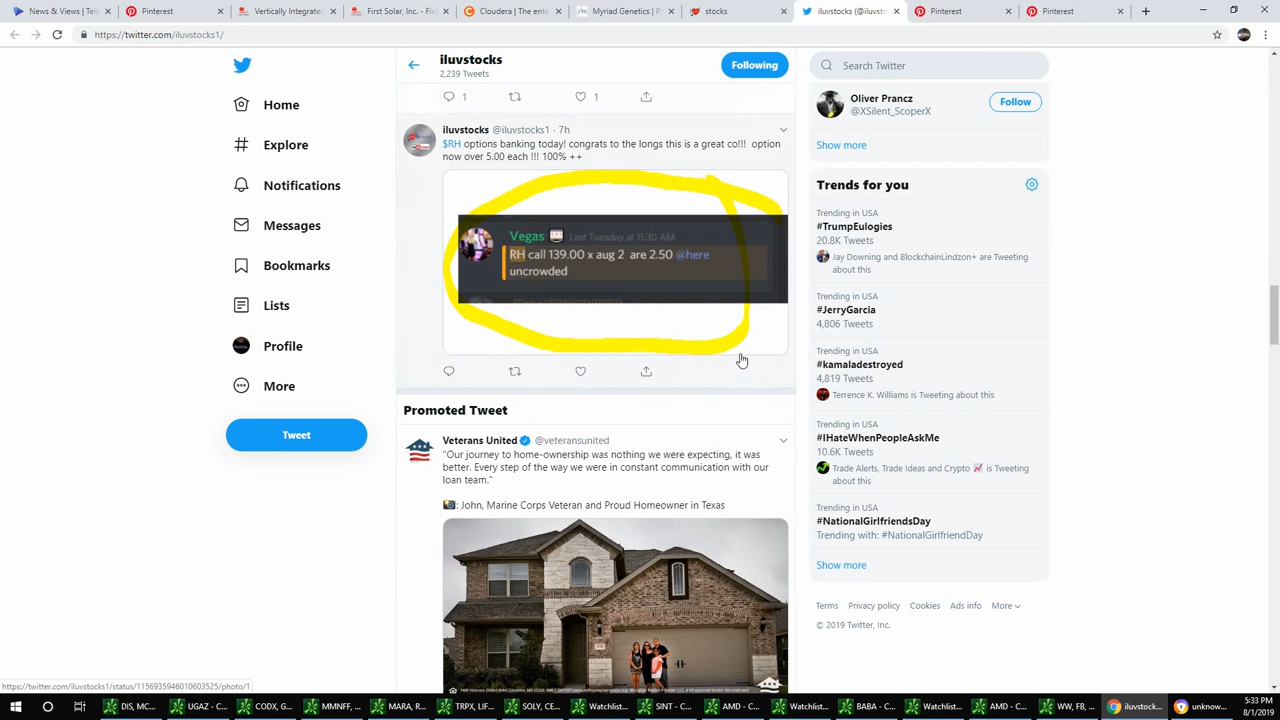 News & Views | Tel
Pinterest
Vertically Integrated
First Solar, Inc. - Firs
Cloudera | The ente
Myriad Genetics | P
stocks
iluvstocks (@iluvsto
Pinterest
Pinterest
https://twitter.com/iluvstocks1/
Home
Explore
Notifications
Messages
Bookmarks
Lists
Profile
More
Tweet
iluvstocks
2,239 Tweets
Following
1
1
iluvstocks @iluvstocks1 · 7h
$RH options banking today! congrats to the longs this is a great co!!! option
now over 5.00 each !!! 100% ++
Vegas Last Tuesday at 11:30 AM
RH call 139.00 x aug 2 are 2.50 @here
uncrowded
Promoted Tweet
Veterans United @veteransunited
"Our journey to home-ownership was nothing we were expecting, it was
better. Every step of the way we were in constant communication with our
loan team."
: John, Marine Corps Veteran and Proud Homeowner in Texas
Search Twitter
Oliver Prancz
@XSilent_ScoperX
Follow
Show more
Trends for you
Trending in USA
#TrumpEulogies
20.8K Tweets
Jay Downing and BlockchainLindzon+ are Tweeting
about this
Trending in USA
#JerryGarcia
4,806 Tweets
Trending in USA
#kamaladestroyed
4,819 Tweets
Terrence K. Williams is Tweeting about this
Trending in USA
#IHateWhenPeopleAskMe
10.6K Tweets
Trade Alerts, Trade Ideas and Crypto is Tweeting
about this
Trending in USA
#NationalGirlfriendsDay
Trending with: #NationalGirlfriendDay
Show more
Terms Privacy policy Cookies Ads info More
© 2019 Twitter, Inc.
https://twitter.com/iluvstocks1/status/1156935946010603525/photo/1
DIS, MC...
UGAZ - C...
CODX, G...
MMNFF, ...
MARA, R...
TRPX, LIF...
SOLY, CE...
Watchlist...
SINT - C...
AMD - C...
Watchlist...
BABA - C...
Watchlist...
AMD - C...
WW, FB, ...
iluvstock...
unknow...
5:33 PM
8/1/2019